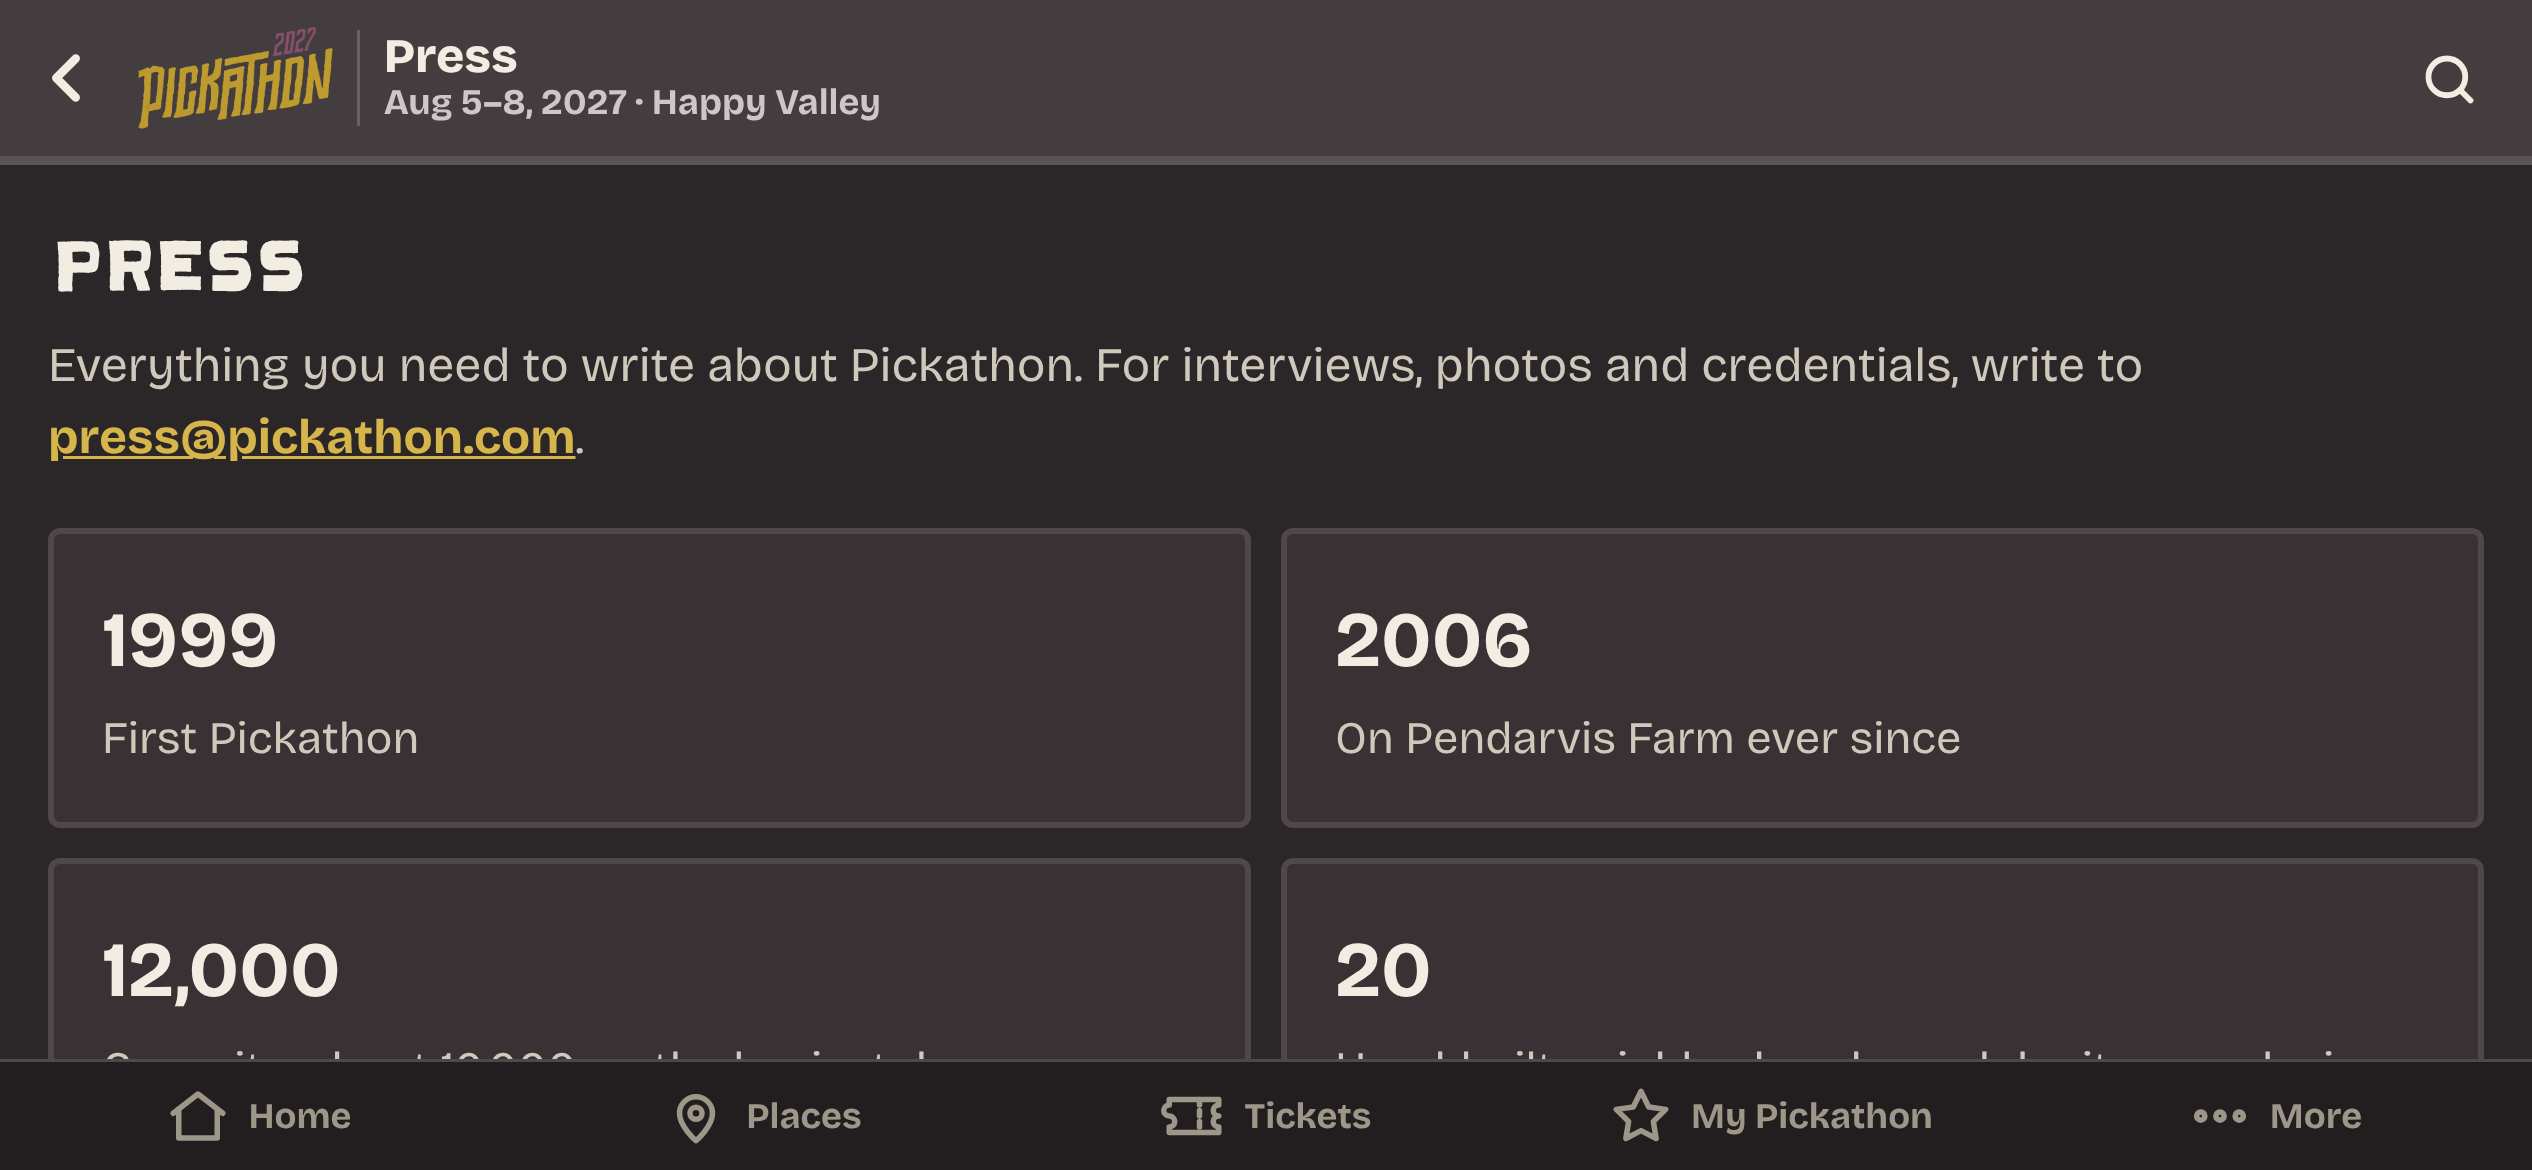 2027
PICKATHON
Press
Aug 5–8, 2027 · Happy Valley
PRESS
Everything you need to write about Pickathon. For interviews, photos and credentials, write to
press@pickathon.com.
1999
First Pickathon
2006
On Pendarvis Farm ever since
12,000
20
Home
Places
Tickets
My Pickathon
More